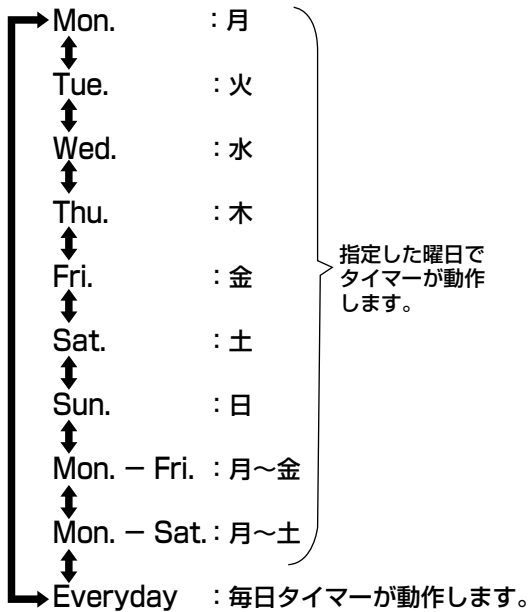 Mon. ：月
Tue. ：火
Wed. ：水
Thu. ：木
Fri. ：金
Sat. ：土
Sun. ：日
Mon. − Fri. ：月〜金
Mon. − Sat. ：月〜土
指定した曜日で
タイマーが動作
します。
Everyday ：毎日タイマーが動作します。